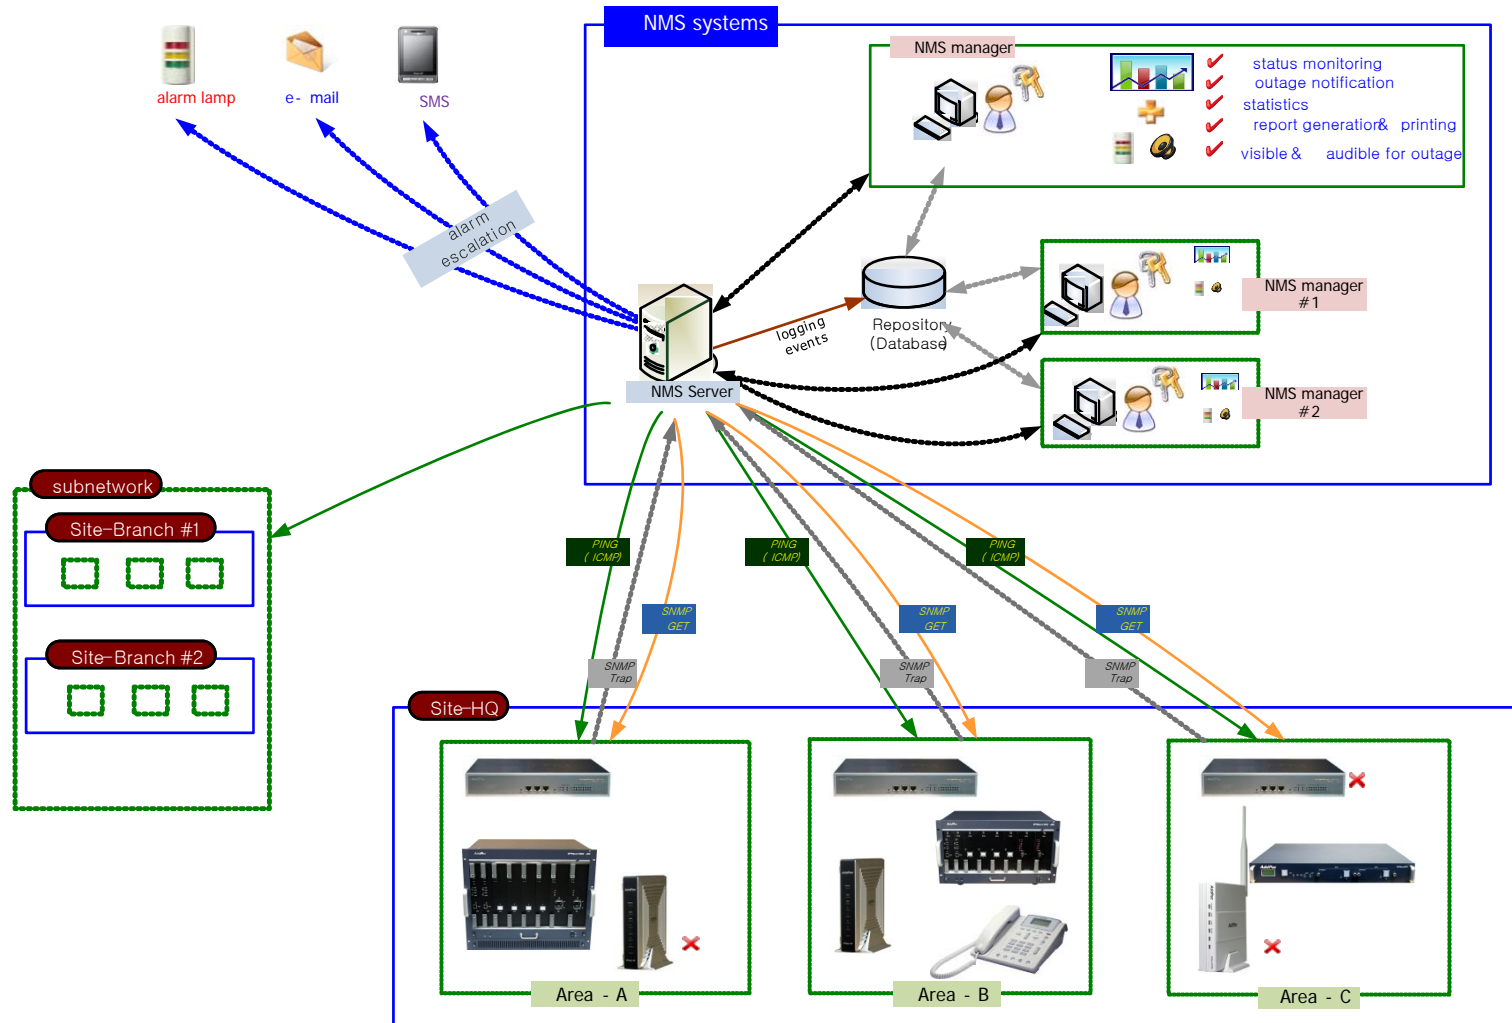 NMS systems
NMS manager
status monitoring
outage notification
statistics
report generation& printing
visible & audible for outage
alarm lamp
e- mail
SMS
alarm
escalation
NMS manager
#1
Repository
(Database)
logging
events
NMS Server
NMS manager
#2
subnetwork
Site-Branch #1
Site-Branch #2
PING
( ICMP)
PING
( ICMP)
PING
( ICMP)
SNMP
GET
SNMP
GET
SNMP
GET
SNMP
Trap
SNMP
Trap
SNMP
Trap
Site-HQ
Area - A
Area - B
Area - C